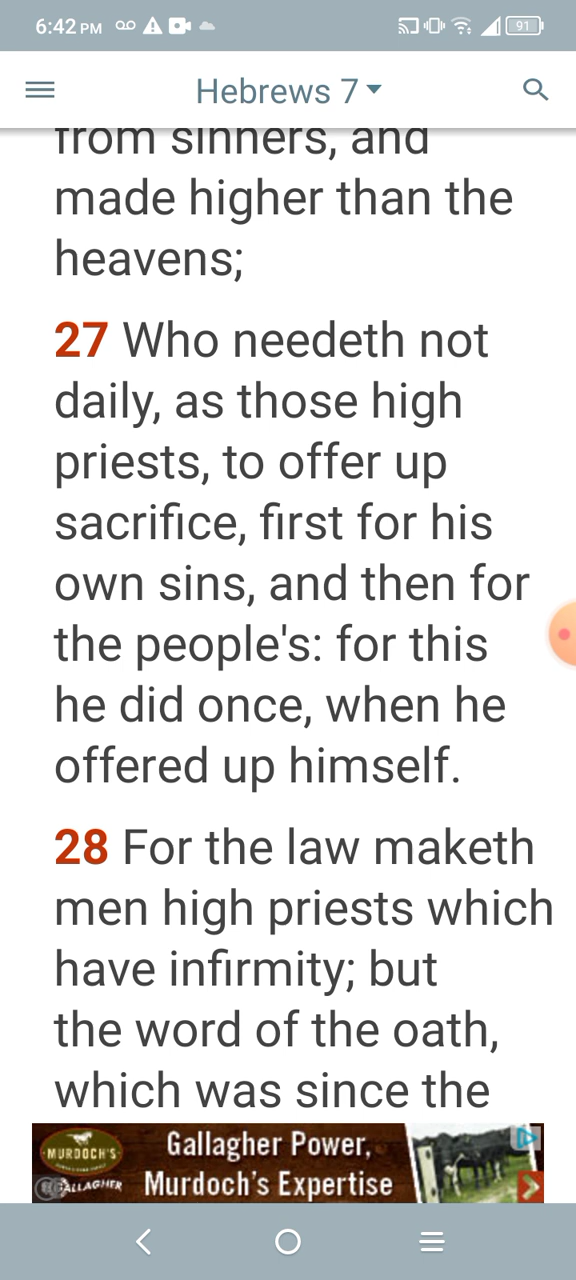 6:42 PM
91
Hebrews 7
from sinners, and
made higher than the
heavens;
27 Who needeth not
daily, as those high
priests, to offer up
sacrifice, first for his
own sins, and then for
the people's: for this
he did once, when he
offered up himself.
28 For the law maketh
men high priests which
have infirmity; but
the word of the oath,
which was since the
MURDOCH'S
GALLAGHER
Gallagher Power,
Murdoch's Expertise